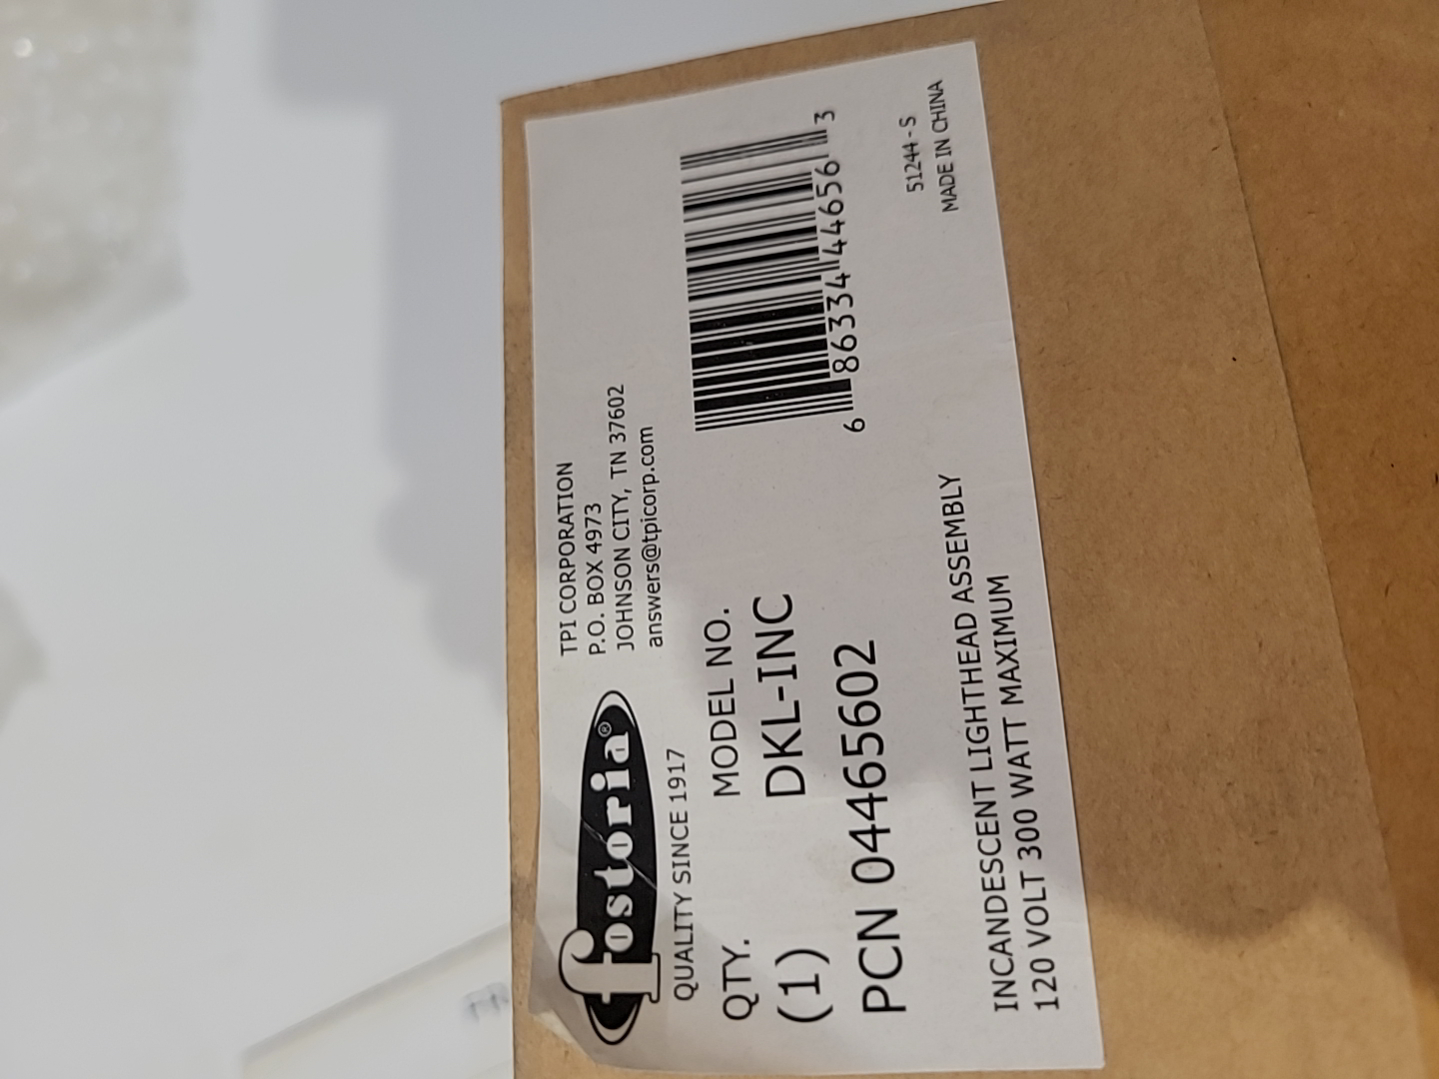 fostoria®
QUALITY SINCE 1917
TPI CORPORATION
P.O. BOX 4973
JOHNSON CITY, TN 37602
answers@tpicorp.com
QTY. MODEL NO.
(1) DKL-INC
PCN 04465602
6 86334 44656 3
INCANDESCENT LIGHTHEAD ASSEMBLY
120 VOLT 300 WATT MAXIMUM
51244-S
MADE IN CHINA